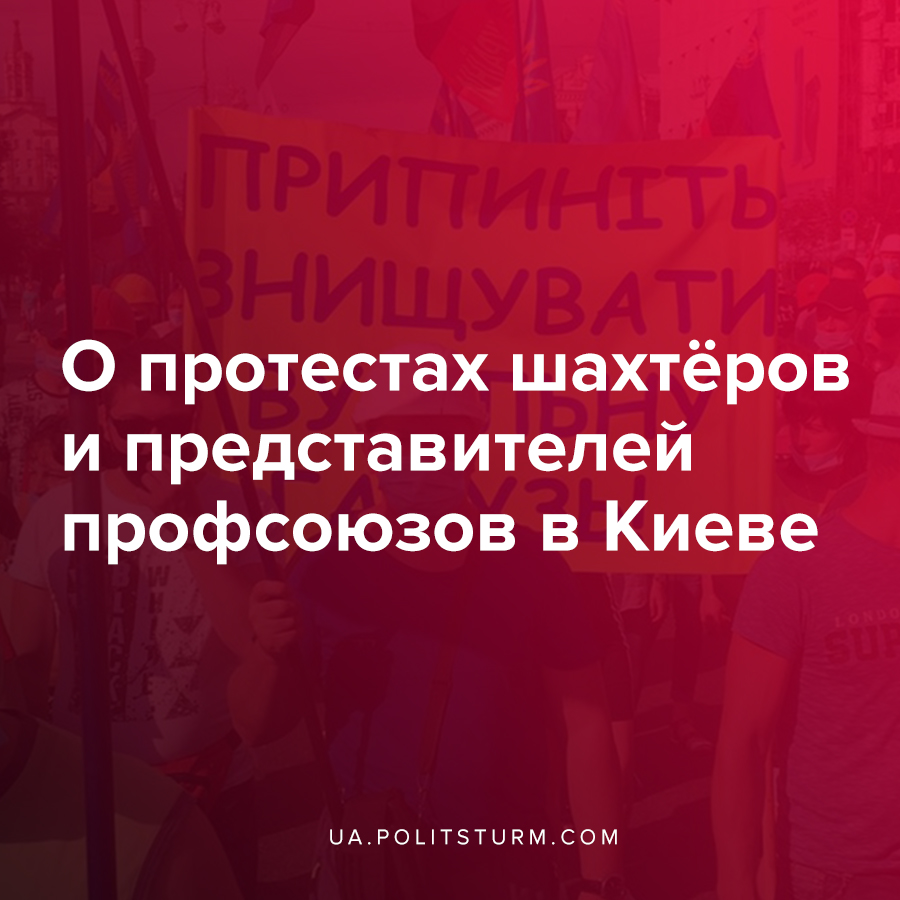 ПРИПИНІТЬ
ЗНИЩУВАТИ
О протестах шахтёров
и представителей
профсоюзов в Киеве
UA.POLITSTURM.COM